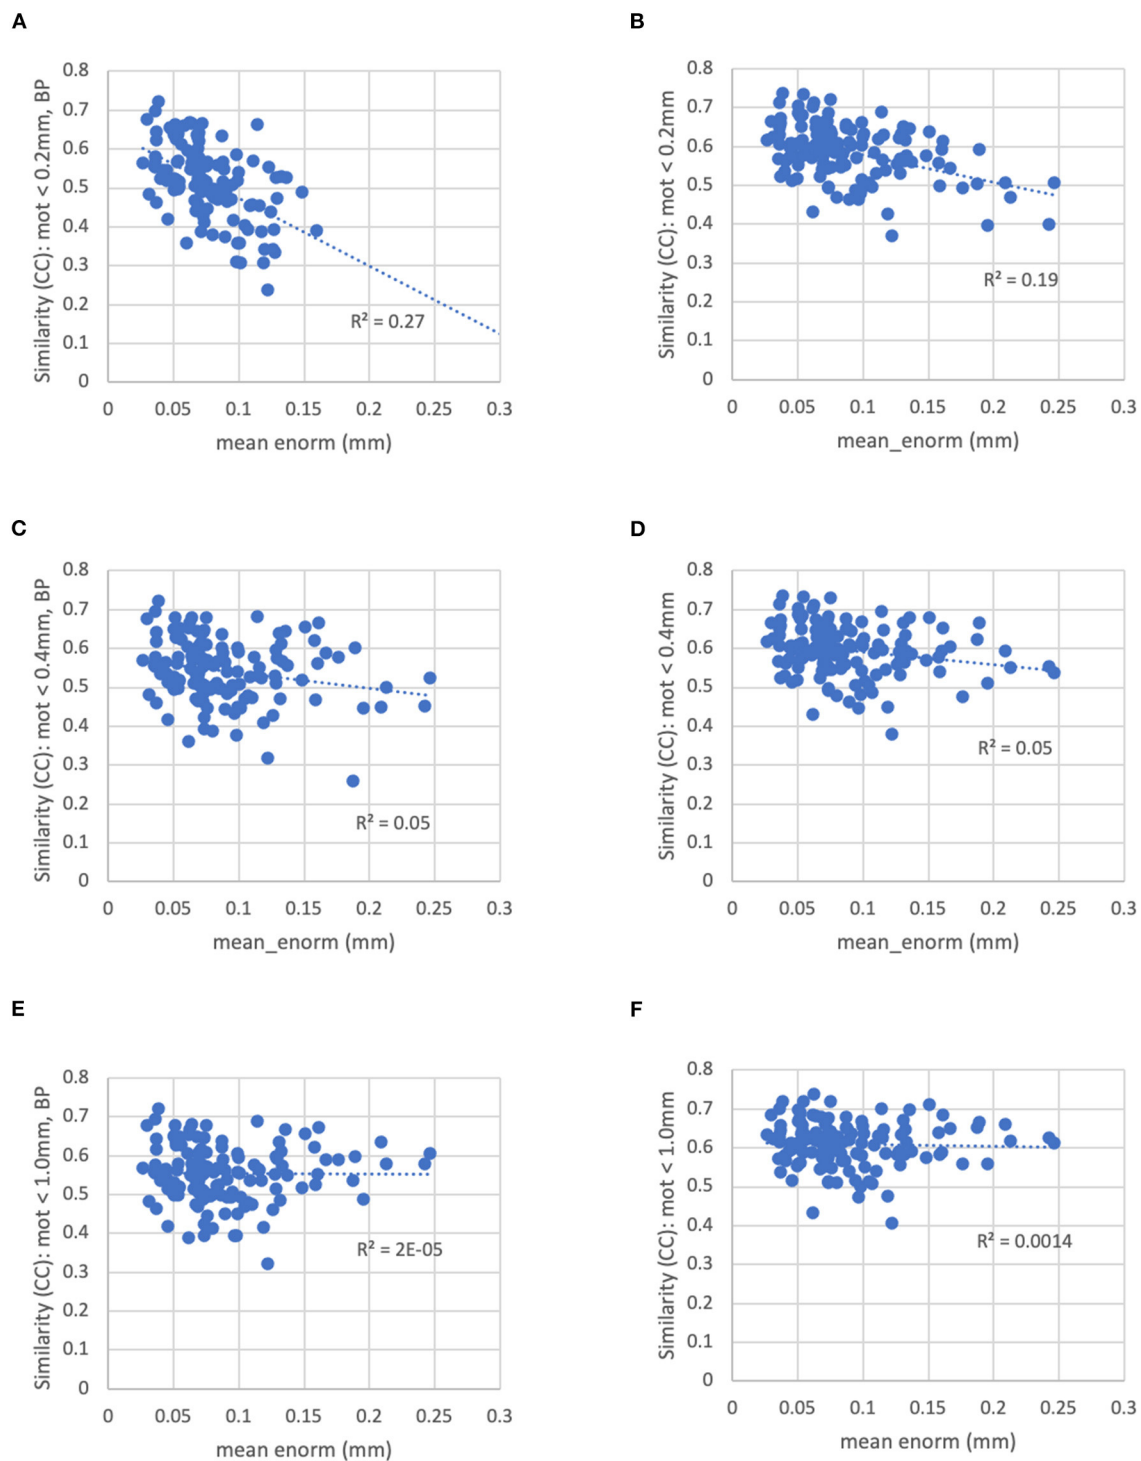 A
Similarity (CC): mot < 0.2mm, BP
0.8
0.7
0.6
0.5
0.4
0.3
0.2
0.1
0
R² = 0.27
0 0.05 0.1 0.15 0.2 0.25 0.3
mean enorm (mm)
B
Similarity (CC): mot < 0.2mm
0.8
0.7
0.6
0.5
0.4
0.3
0.2
0.1
0
R² = 0.19
0 0.05 0.1 0.15 0.2 0.25 0.3
mean_enorm (mm)
C
Similarity (CC): mot < 0.4mm, BP
0.8
0.7
0.6
0.5
0.4
0.3
0.2
0.1
0
R² = 0.05
0 0.05 0.1 0.15 0.2 0.25 0.3
mean_enorm (mm)
D
Similarity (CC): mot < 0.4mm
0.8
0.7
0.6
0.5
0.4
0.3
0.2
0.1
0
R² = 0.05
0 0.05 0.1 0.15 0.2 0.25 0.3
mean_enorm (mm)
E
Similarity (CC): mot < 1.0mm, BP
0.8
0.7
0.6
0.5
0.4
0.3
0.2
0.1
0
R² = 2E-05
0 0.05 0.1 0.15 0.2 0.25 0.3
mean enorm (mm)
F
Similarity (CC): mot < 1.0mm
0.8
0.7
0.6
0.5
0.4
0.3
0.2
0.1
0
R² = 0.0014
0 0.05 0.1 0.15 0.2 0.25 0.3
mean enorm (mm)